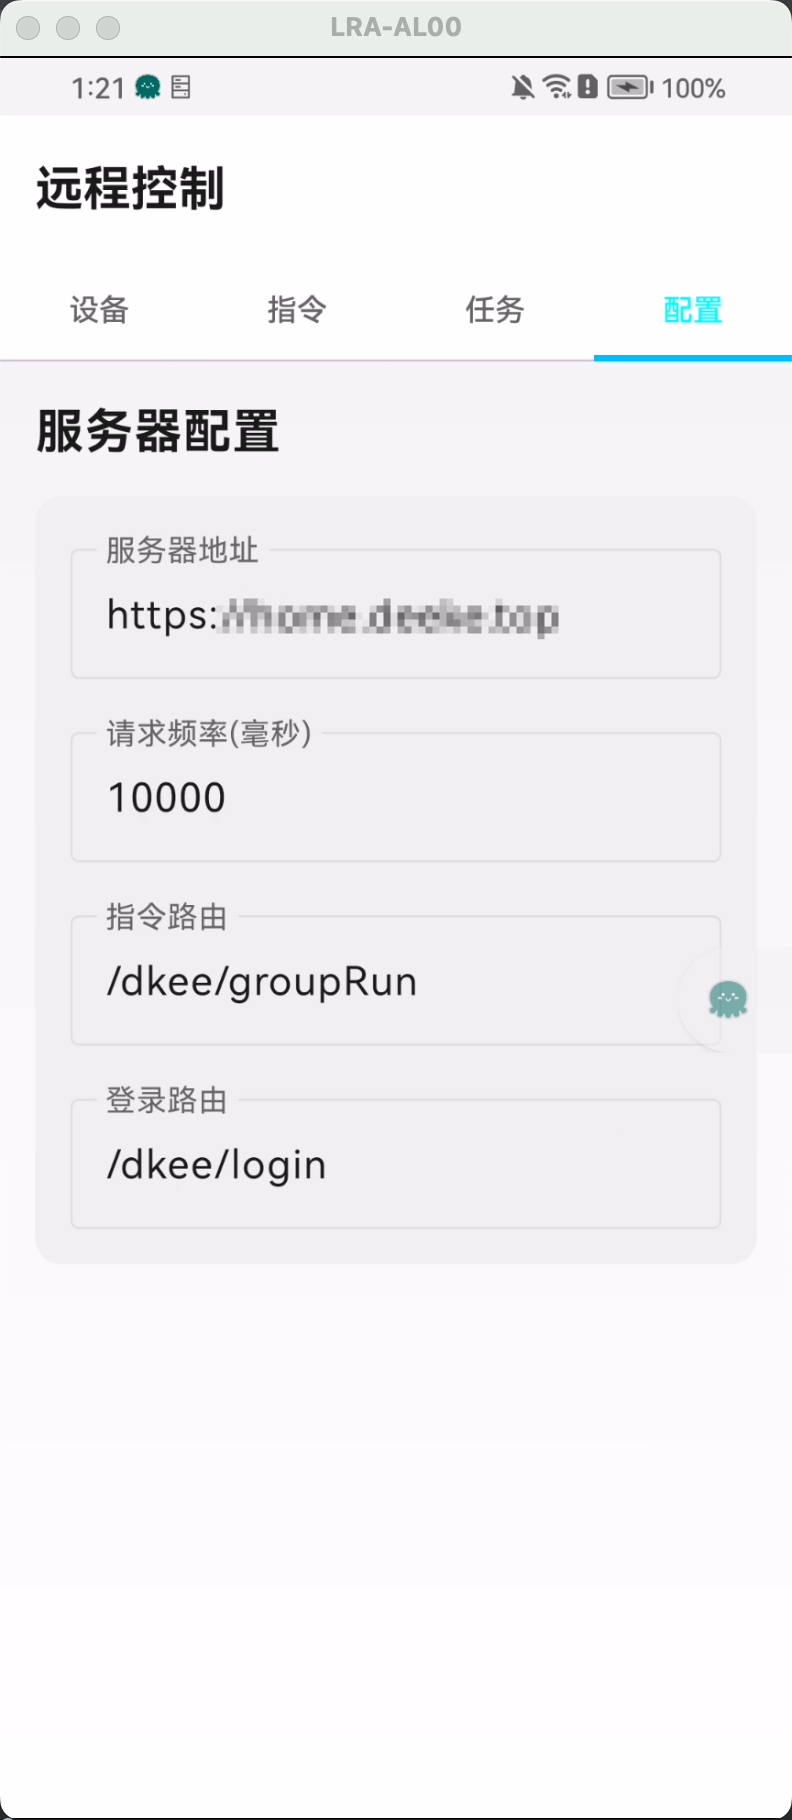 LRA-AL00
1:21
100%
远程控制
设备
指令
任务
配置
服务器配置
服务器地址
https:
请求频率(毫秒)
10000
指令路由
/dkee/groupRun
登录路由
/dkee/login